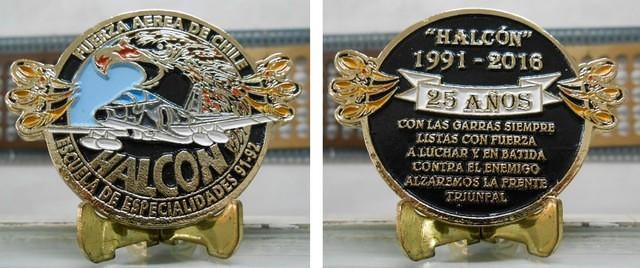 FUERZA AEREA DE CHILE
HALCON
ESCUELA DE ESPECIALIDADES 91-92
"HALCÓN"
1991 - 2016
25 AÑOS
CON LAS GARRAS SIEMPRE
LISTAS CON FUERZA
A LUCHAR Y EN BATIDA
CONTRA EL ENEMIGO
ALZAREMOS LA FRENTE
TRIUNFAL